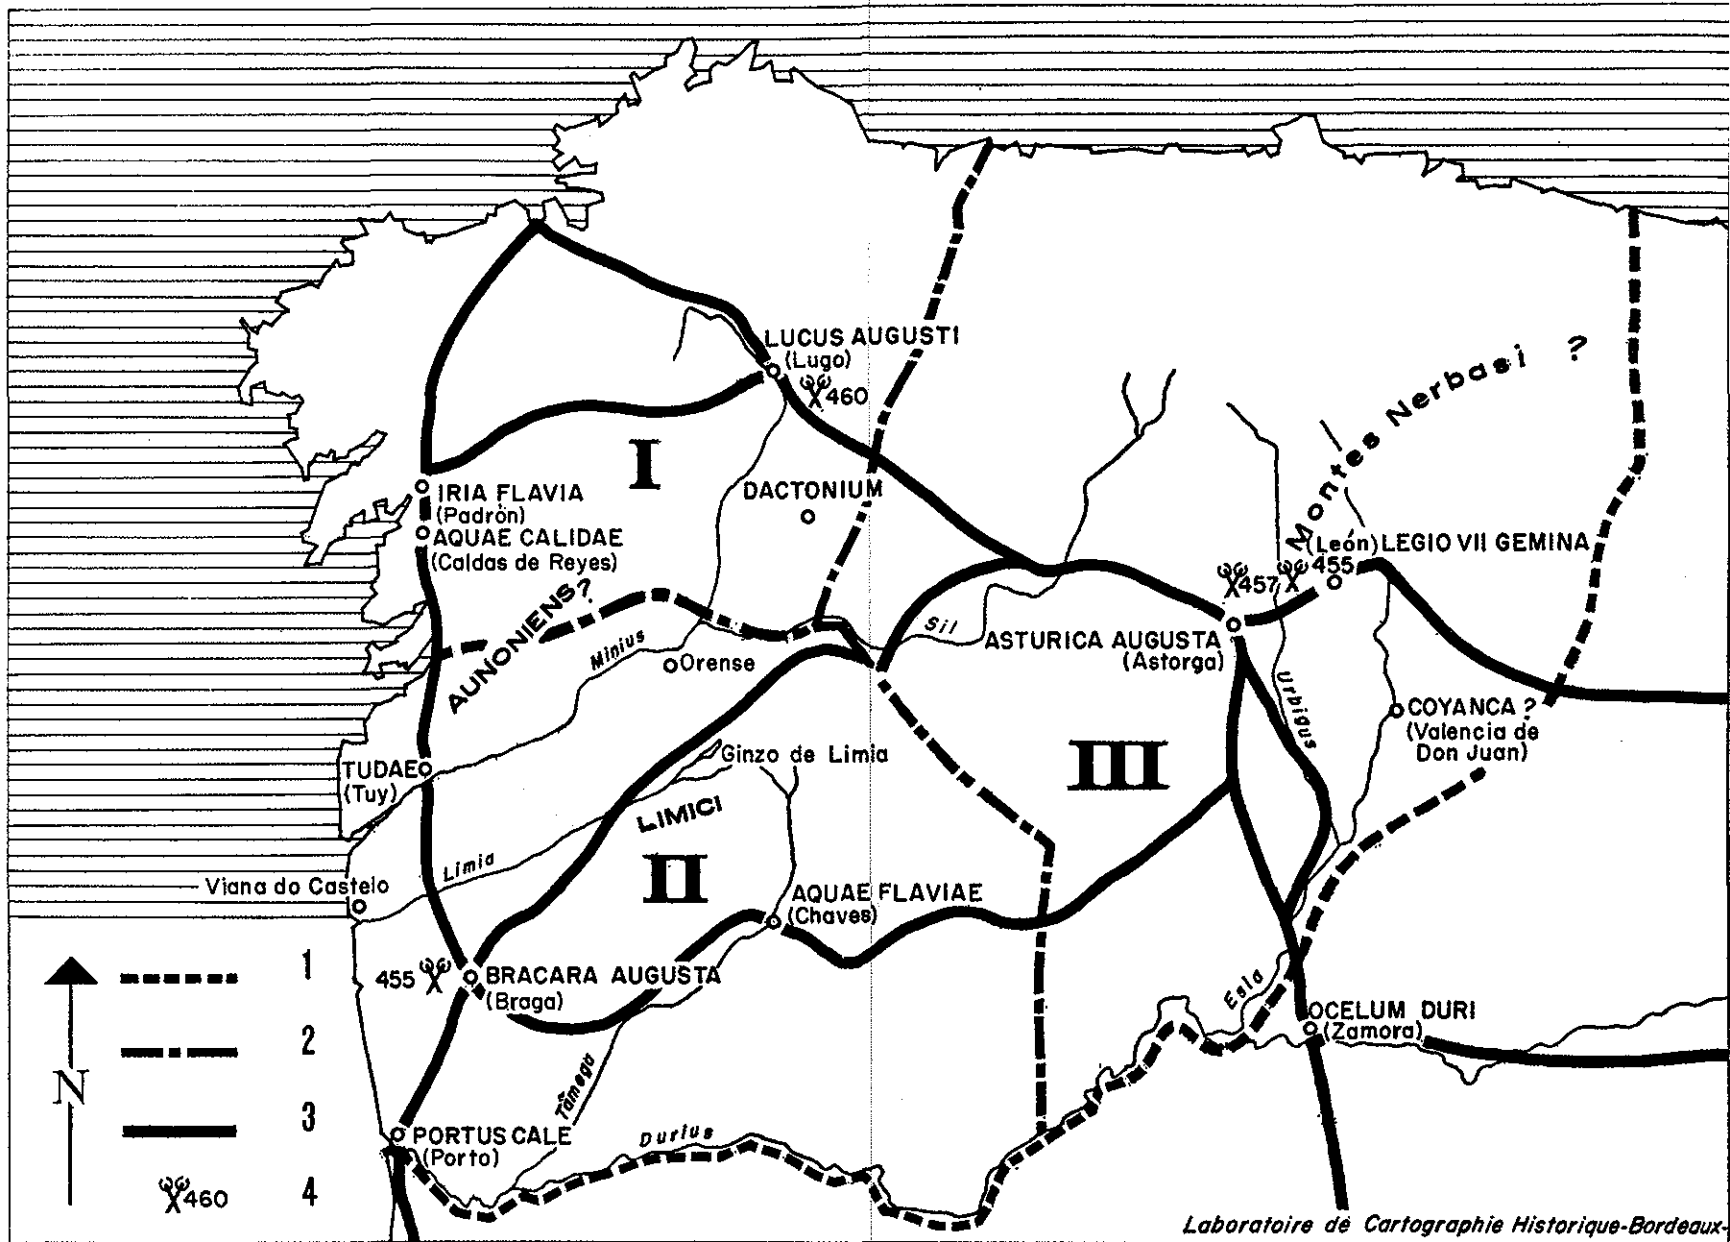 LUCUS AUGUSTI
(Lugo)
460
Montes Nerbasi ?
I
IRIA FLAVIA
(Padrón)
DACTONIUM
AQUAE CALIDAE
(Caldas de Reyes)
(León) LEGIO VII GEMINA
457
455
AUNONIENS?
Minius
Orense
Sil
ASTURICA AUGUSTA
(Astorga)
Urbigus
COYANCA ?
(Valencia de
Don Juan)
TUDAE
(Tuy)
Ginzo de Limia
III
LIMICI
II
Limia
Viana do Castelo
AQUAE FLAVIAE
(Chaves)
455
BRACARA AUGUSTA
(Braga)
Esla
OCELUM DURI
(Zamora)
Tâmega
PORTUS CALE
(Porto)
Durius
1
2
N
3
460
4
Laboratoire de Cartographie Historique-Bordeaux-